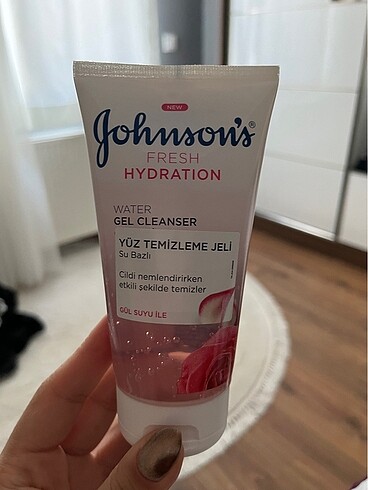 NEW
Johnson's®
FRESH
HYDRATION
WATER
GEL CLEANSER
YÜZ TEMİZLEME JELİ
Su Bazlı
Cildi nemlendirirken
etkili şekilde temizler
GÜL SUYU İLE